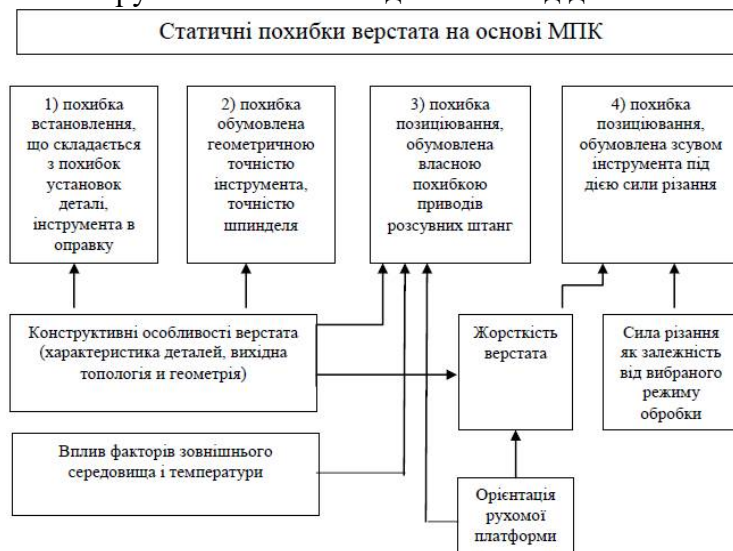 Статичні похибки верстата на основі МПК
1) похибка
встановлення,
що складається
з похибок
установок
деталі,
інструмента в
оправку
2) похибка
обумовлена
геометричною
точністю
інструмента,
точністю
шпинделя
3) похибка
позиціювання,
обумовлена
власною
похибкою
приводів
розсувних штанг
4) похибка
позиціювання,
обумовлена зсувом
інструмента під
дією сили різання
Конструктивні особливості верстата
(характеристика деталей, вихідна
топологія и геометрія)
Жорсткість
верстата
Сила різання
як залежність
від вибраного
режиму
обробки
Вплив факторів зовнішнього
середовища і температури
Орієнтація
рухомої
платформи